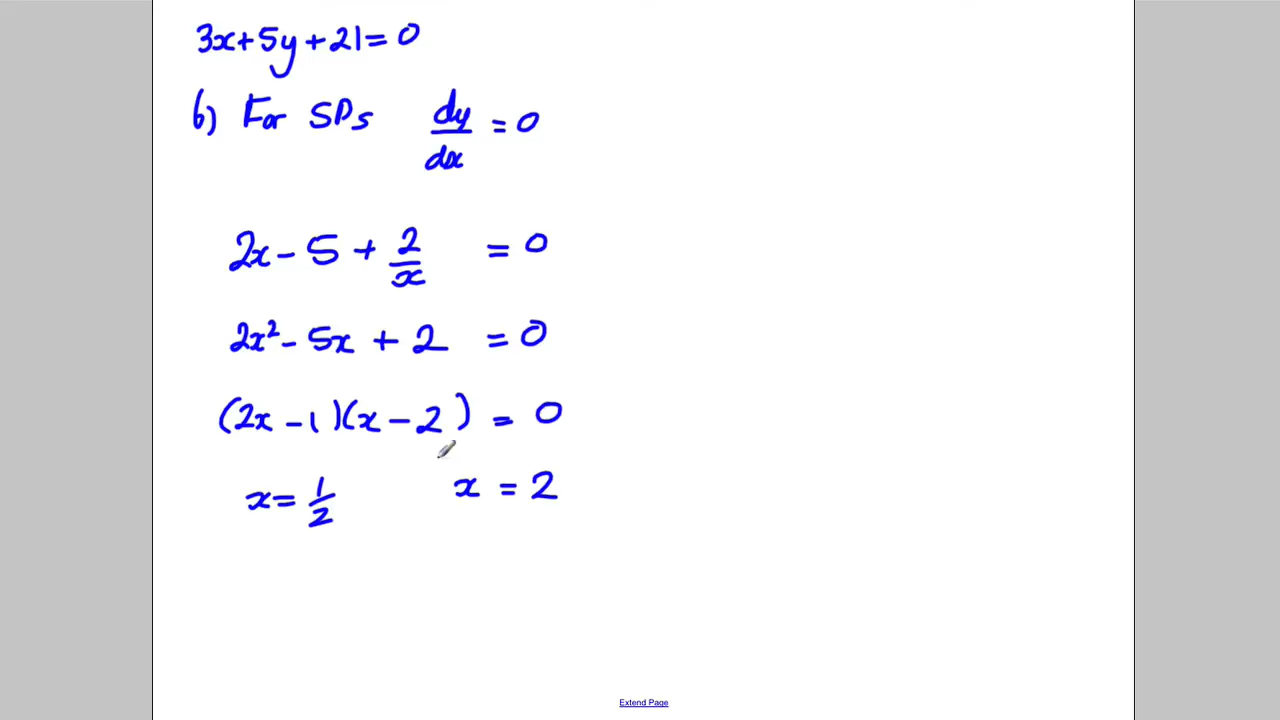 3x+5y+21=0
b) For SPs dy/dx = 0
2x - 5 + 2/x = 0
2x² - 5x + 2 = 0
(2x - 1)(x - 2) = 0
x = 1/2 x = 2
Extend Page